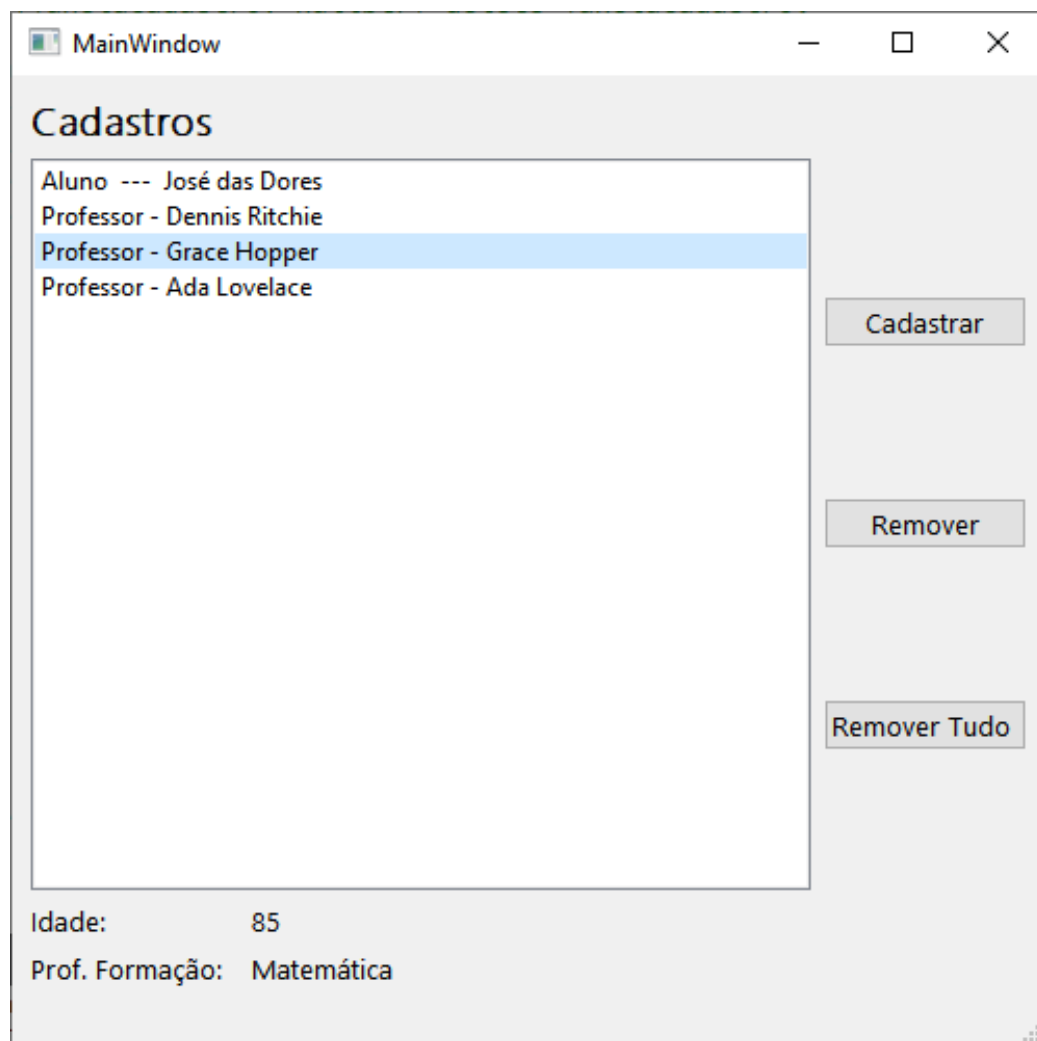 MainWindow
Cadastros
Aluno --- José das Dores
Professor - Dennis Ritchie
Professor - Grace Hopper
Professor - Ada Lovelace
Cadastrar
Remover
Remover Tudo
Idade: 85
Prof. Formação: Matemática